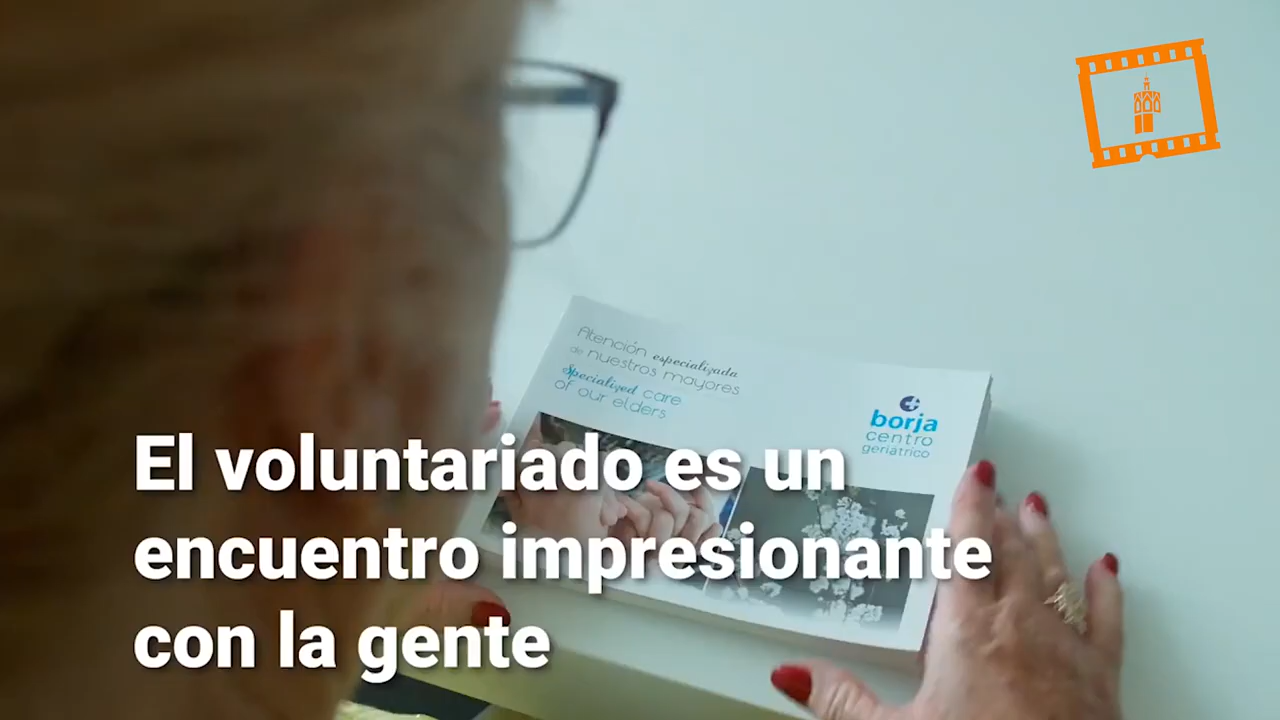 Atención especializada
de nuestros mayores
Specialized care
of our elders
borja
centro
geriátrico
El voluntariado es un
encuentro impresionante
con la gente